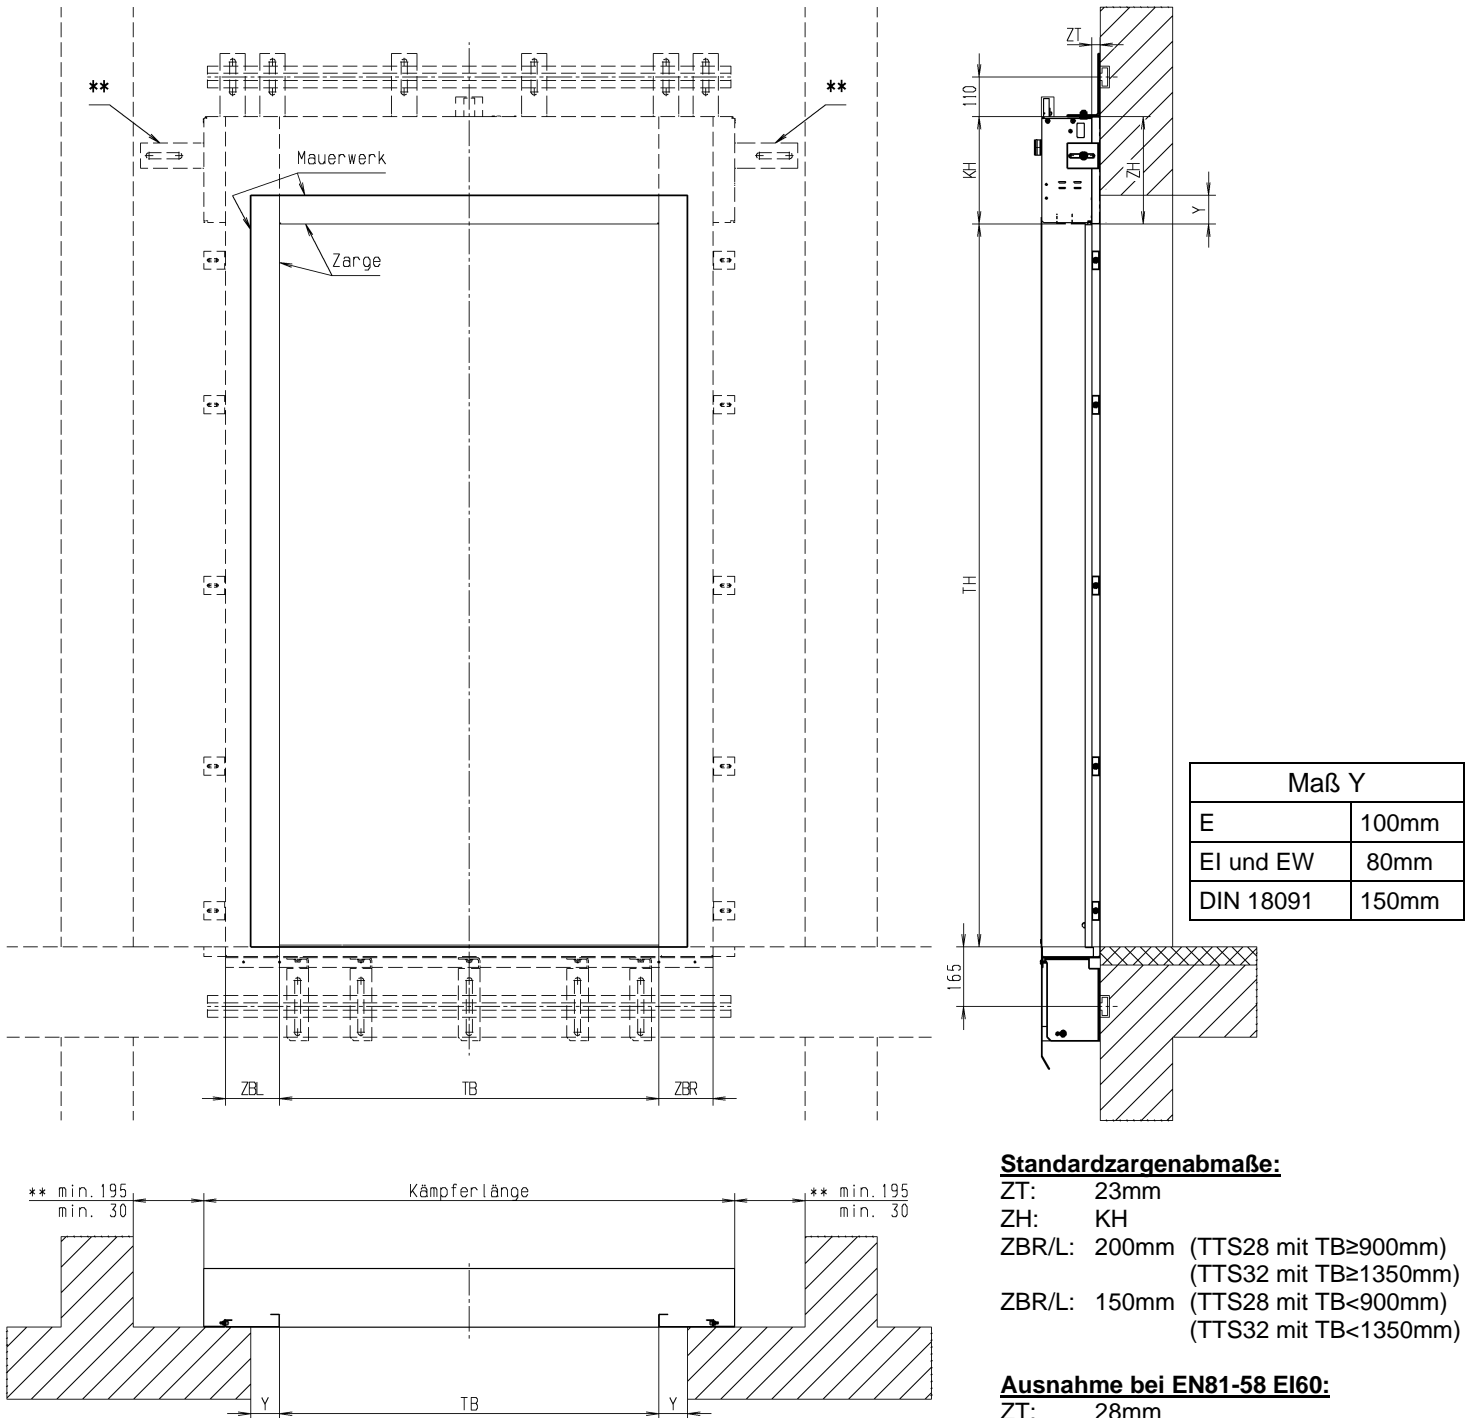 **
**
Mauerwerk
Zarge
ZBL
TB
ZBR
ZT
110
KH
ZH
Y
TH
165
Maß Y
E 100mm
EI und EW 80mm
DIN 18091 150mm
** min.195
min. 30
Kämpferlänge
** min.195
min. 30
Y
TB
Y
Standardzargenabmaße:
ZT: 23mm
ZH: KH
ZBR/L: 200mm (TTS28 mit TB≥900mm)
(TTS32 mit TB≥1350mm)
ZBR/L: 150mm (TTS28 mit TB<900mm)
(TTS32 mit TB<1350mm)
Ausnahme bei EN81-58 EI60:
ZT: 28mm